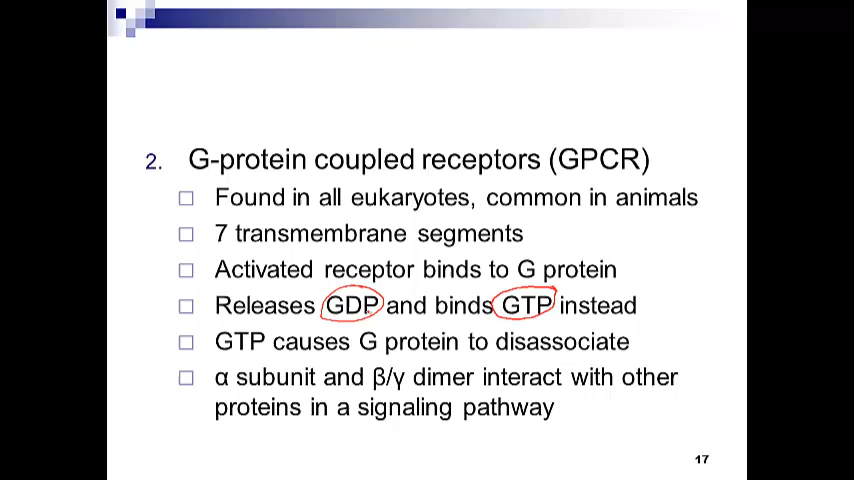 2. G-protein coupled receptors (GPCR)
Found in all eukaryotes, common in animals
7 transmembrane segments
Activated receptor binds to G protein
Releases GDP and binds GTP instead
GTP causes G protein to disassociate
α subunit and β/γ dimer interact with other
proteins in a signaling pathway
17